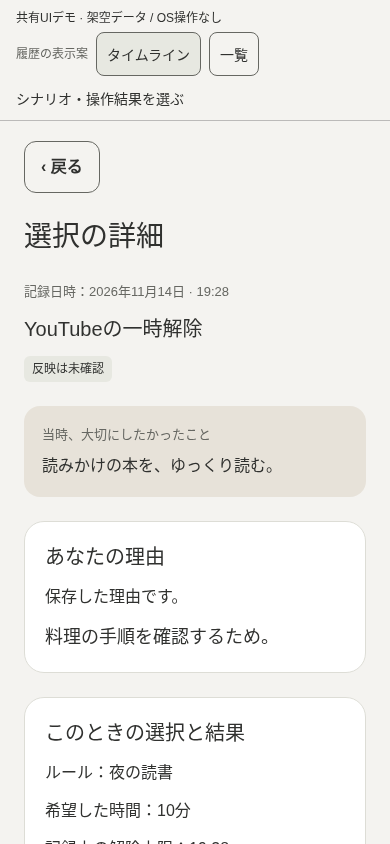 共有UIデモ · 架空データ / OS操作なし
履歴の表示案 タイムライン 一覧
シナリオ・操作結果を選ぶ
‹ 戻る
選択の詳細
記録日時：2026年11月14日 · 19:28
YouTubeの一時解除
反映は未確認
当時、大切にしたかったこと
読みかけの本を、ゆっくり読む。
あなたの理由
保存した理由です。
料理の手順を確認するため。
このときの選択と結果
ルール：夜の読書
希望した時間：10分